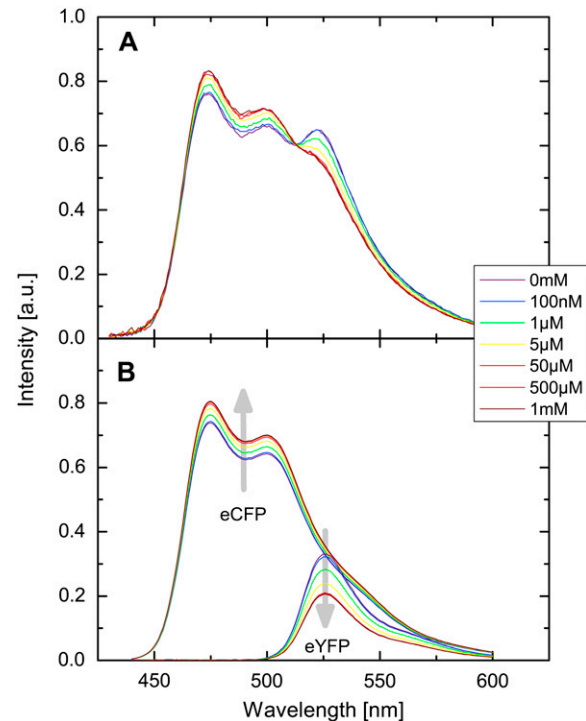 A
1.0
0.8
0.6
0.4
0.2
0.0
Intensity [a.u.]
0mM
100nM
1µM
5µM
50µM
500µM
1mM
B
0.8
0.6
0.4
0.2
0.0
eCFP
eYFP
450 500 550 600
Wavelength [nm]